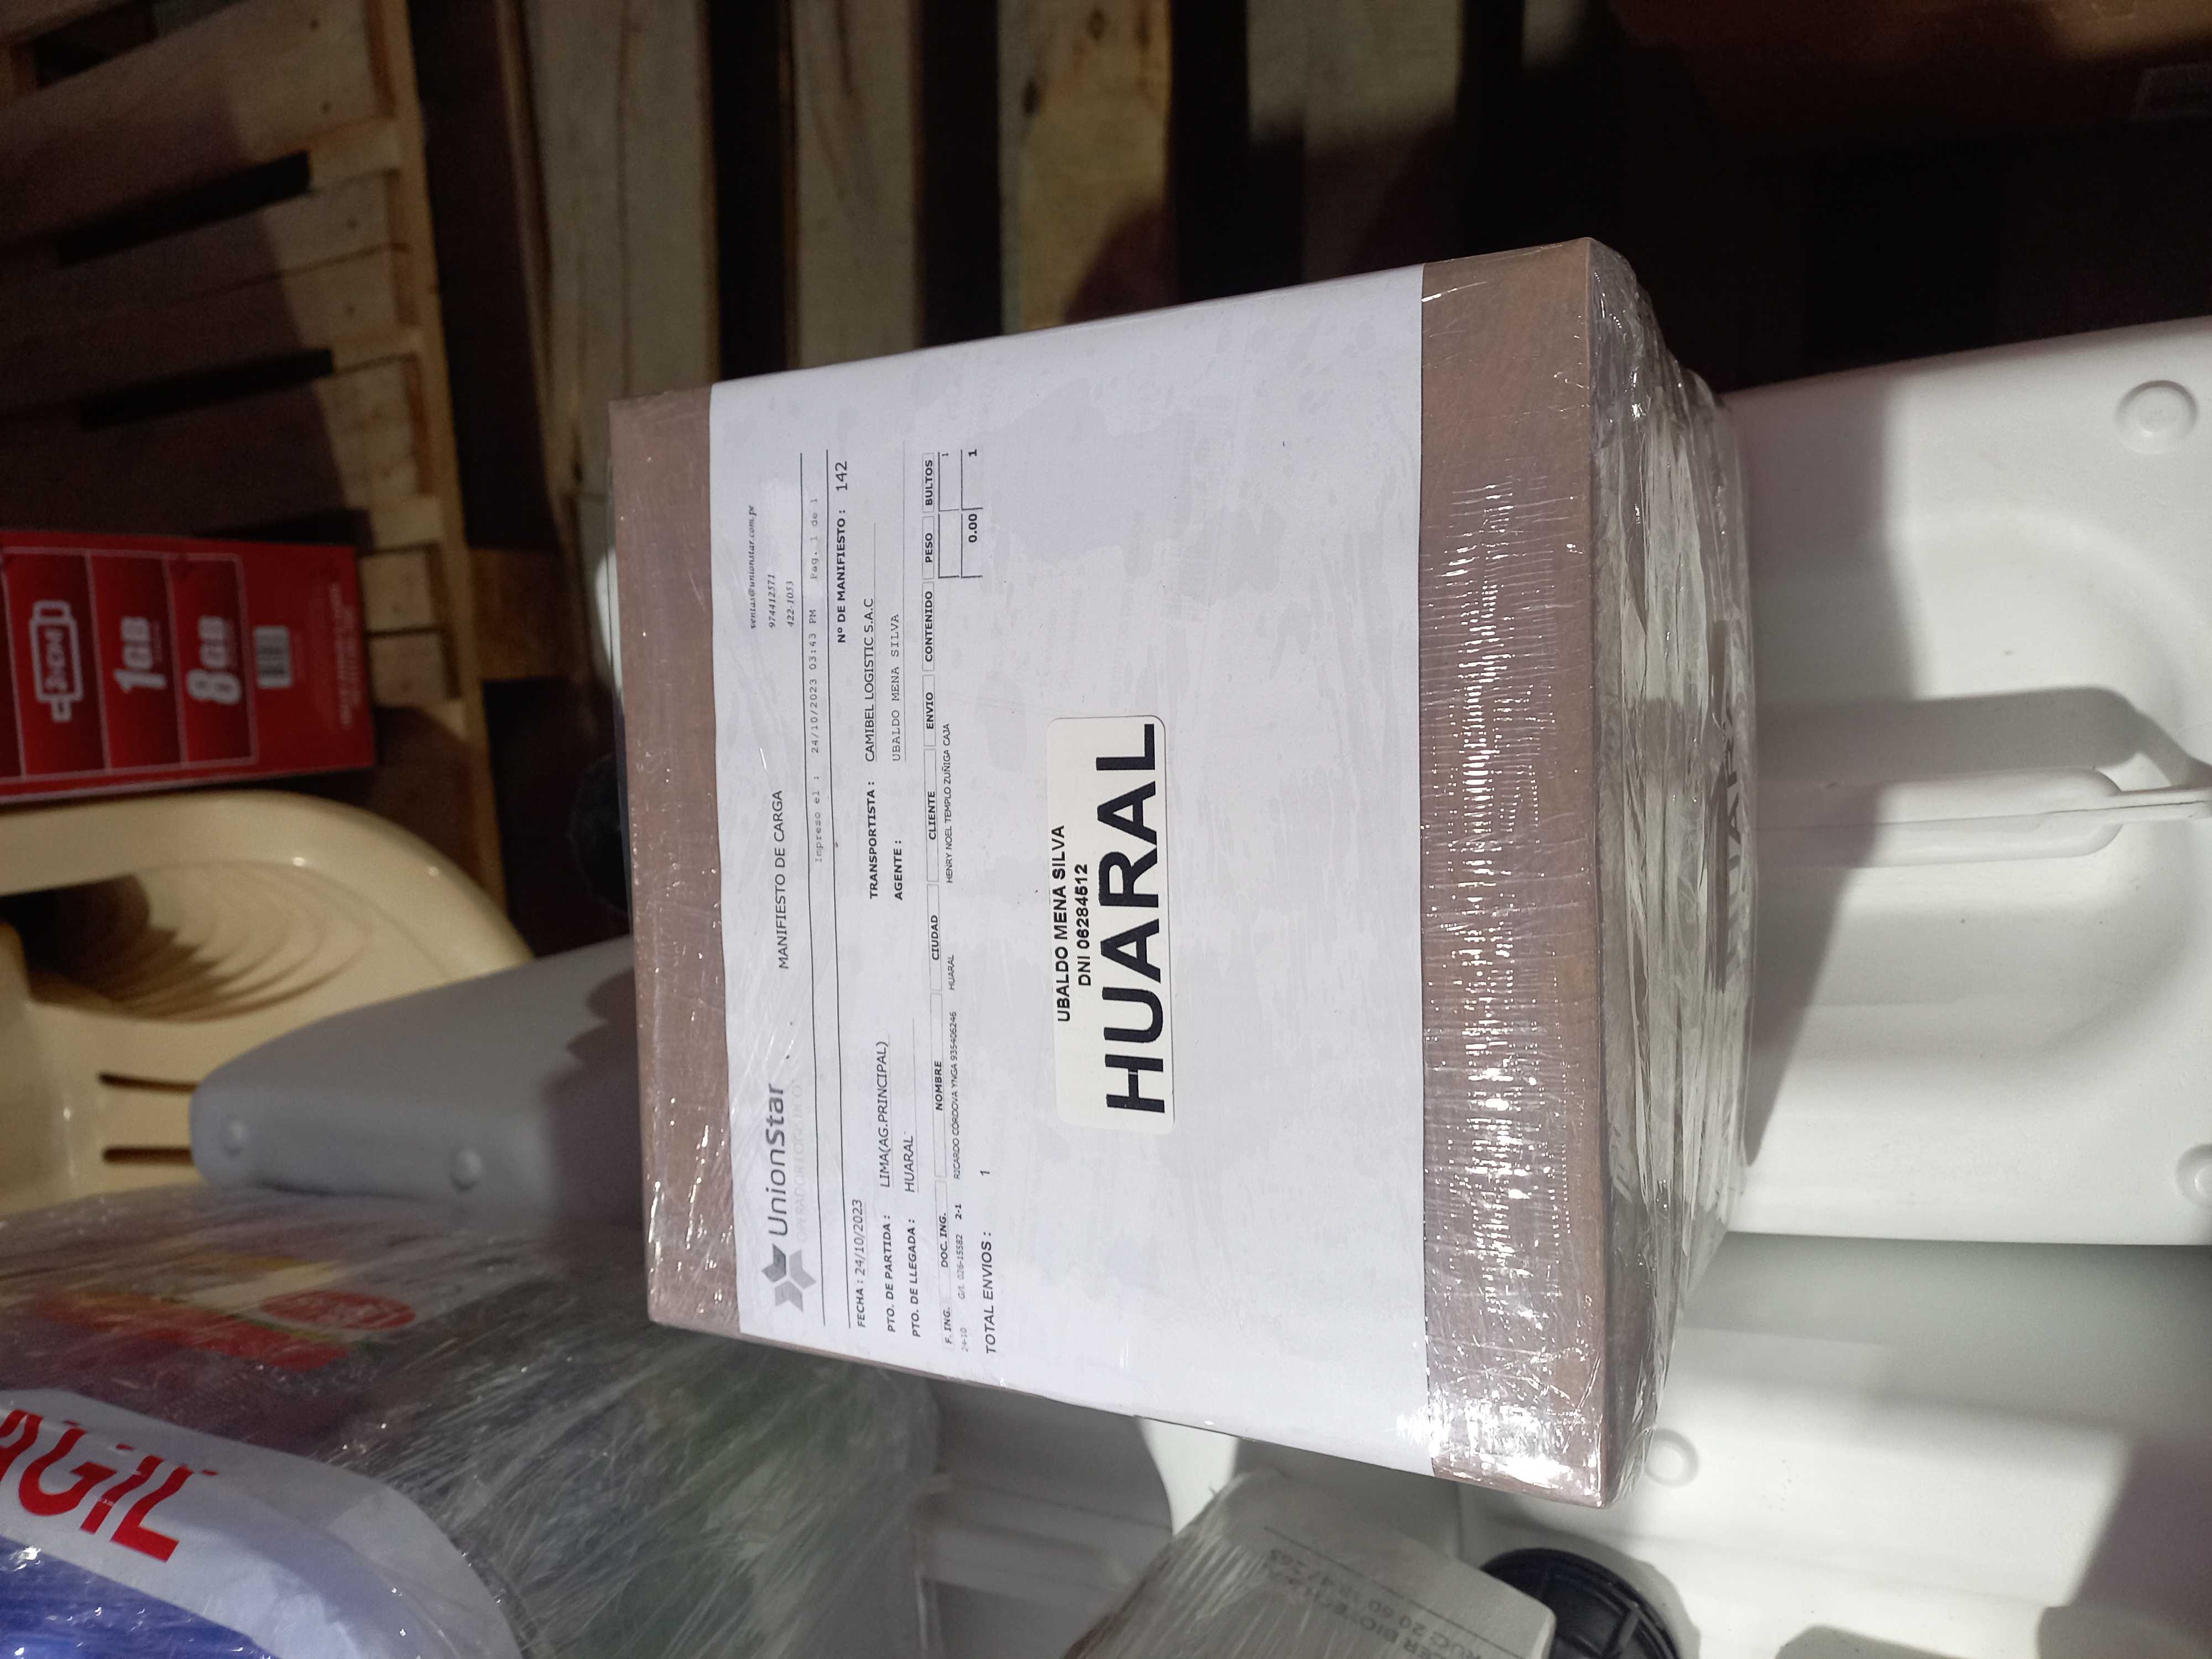 UnionStar
OPERADOR LOGISTICO
ventas@unionstar.com.pe
974412571
422-1053
MANIFIESTO DE CARGA
Impreso el : 24/10/2023 03:43 PM Pag. 1 de 1
FECHA : 24/10/2023
Nº DE MANIFIESTO : 142
PTO. DE PARTIDA : LIMA(AG.PRINCIPAL)
TRANSPORTISTA : CAMIBEL LOGISTIC S.A.C
PTO. DE LLEGADA : HUARAL
AGENTE : UBALDO MENA SILVA
F. ING. DOC. ING. NOMBRE CIUDAD CLIENTE ENVIO CONTENIDO PESO BULTOS
24-10 G/t. 026-15582 2-1 RICARDO CORDOVA YNGA 935406246 HUARAL HENRY NOEL TEMPLO ZUÑIGA CAJA 1
TOTAL ENVIOS : 1 0.00 1
UBALDO MENA SILVA
DNI 06284512
HUARAL
3CM
1GB
8GB
AGIL